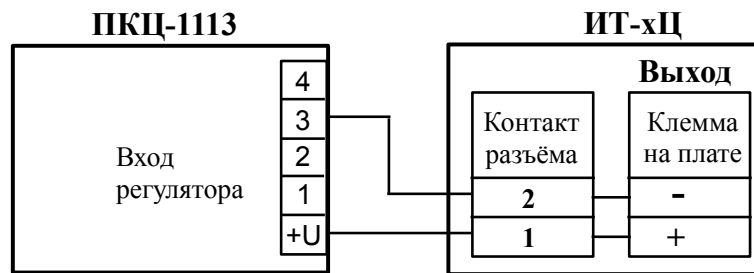 ПКЦ-1113
ИТ-хЦ
Выход
4
3
2
1
+U
Вход
регулятора
Контакт
разъёма
2
1
Клемма
на плате
-
+